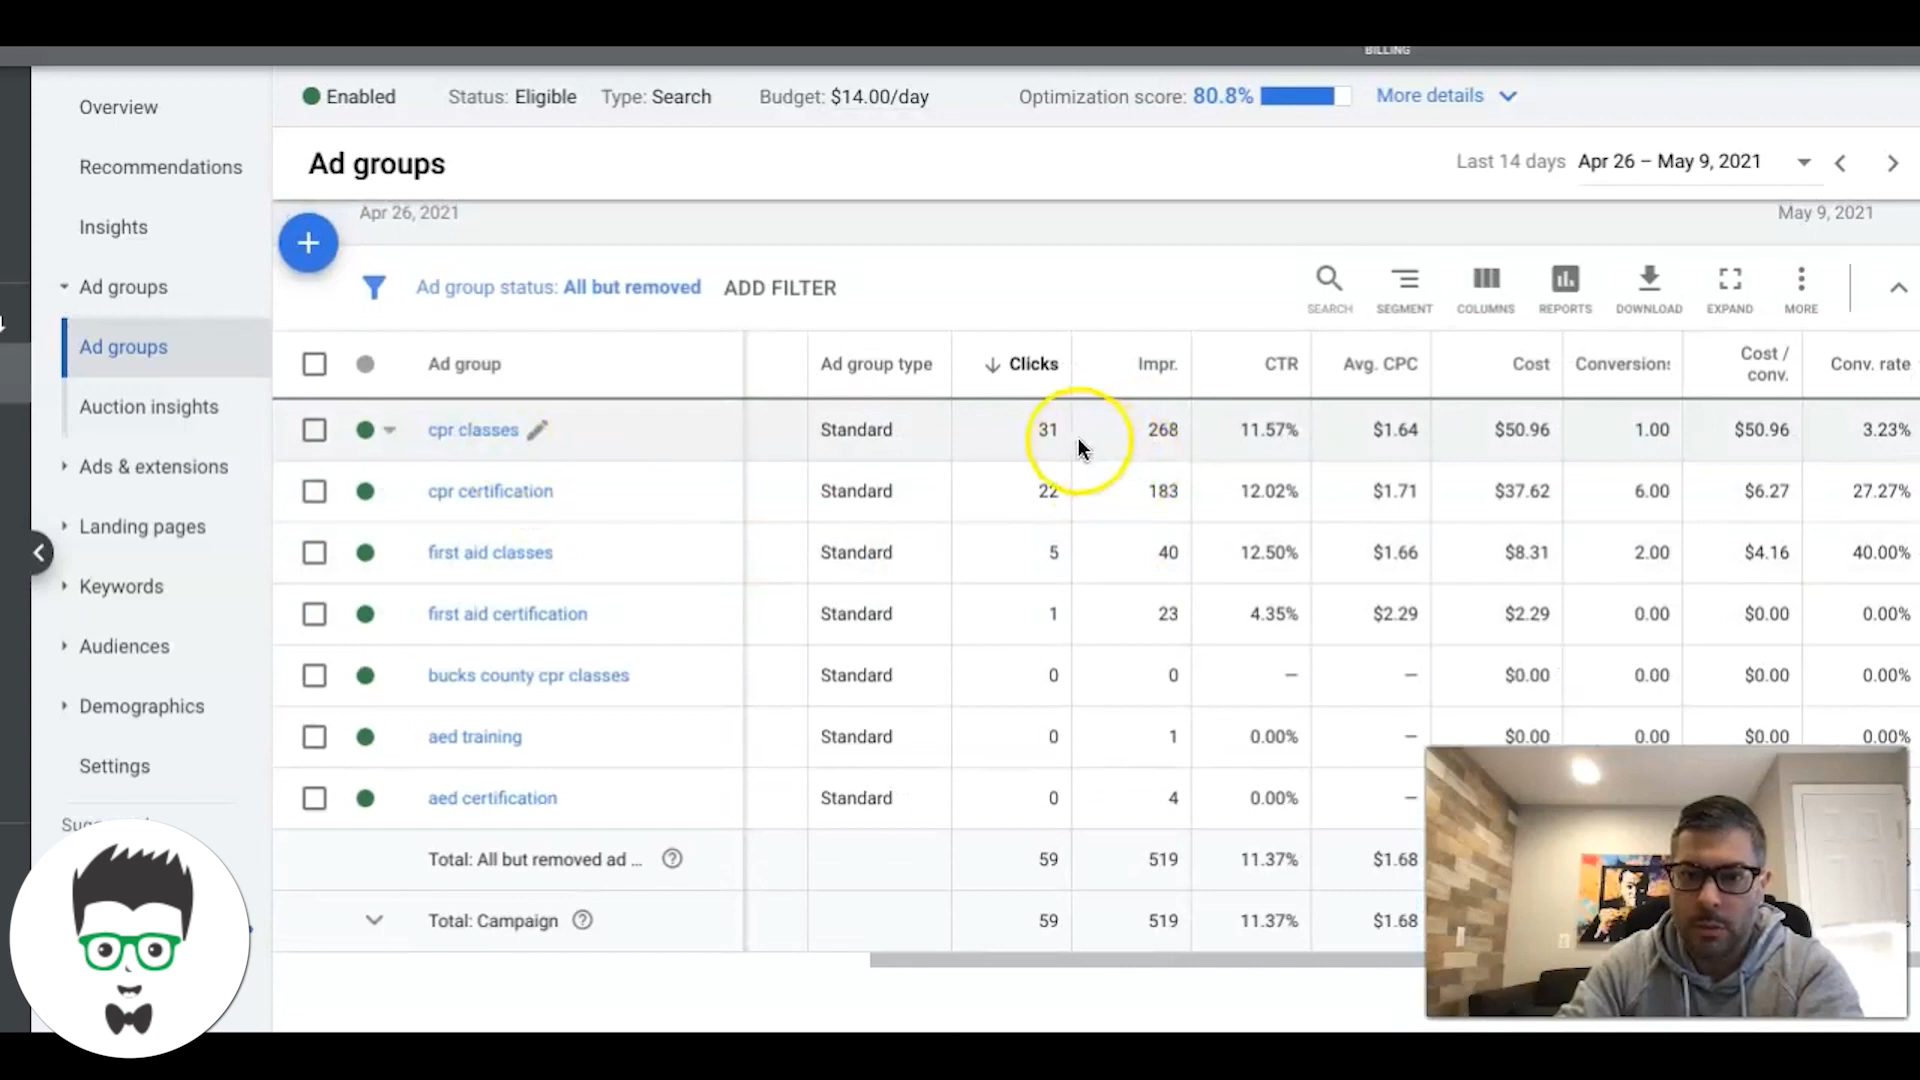 BILLING
Overview
Recommendations
Insights
Ad groups
Ad groups
Auction insights
Ads & extensions
Landing pages
Keywords
Audiences
Demographics
Settings
Enabled Status: Eligible Type: Search Budget: $14.00/day Optimization score: 80.8% More details
Ad groups Last 14 days Apr 26 – May 9, 2021
Apr 26, 2021 May 9, 2021
Ad group status: All but removed ADD FILTER SEARCH SEGMENT COLUMNS REPORTS DOWNLOAD EXPAND MORE
Ad group Ad group type Clicks Impr. CTR Avg. CPC Cost Conversions Cost / conv. Conv. rate
cpr classes Standard 31 268 11.57% $1.64 $50.96 1.00 $50.96 3.23%
cpr certification Standard 22 183 12.02% $1.71 $37.62 6.00 $6.27 27.27%
first aid classes Standard 5 40 12.50% $1.66 $8.31 2.00 $4.16 40.00%
first aid certification Standard 1 23 4.35% $2.29 $2.29 0.00 $0.00 0.00%
bucks county cpr classes Standard 0 0 – – $0.00 0.00 $0.00 0.00%
aed training Standard 0 1 0.00% – $0.00 0.00 $0.00 0.00%
aed certification Standard 0 4 0.00% –
Total: All but removed ad ... 59 519 11.37% $1.68
Total: Campaign 59 519 11.37% $1.68